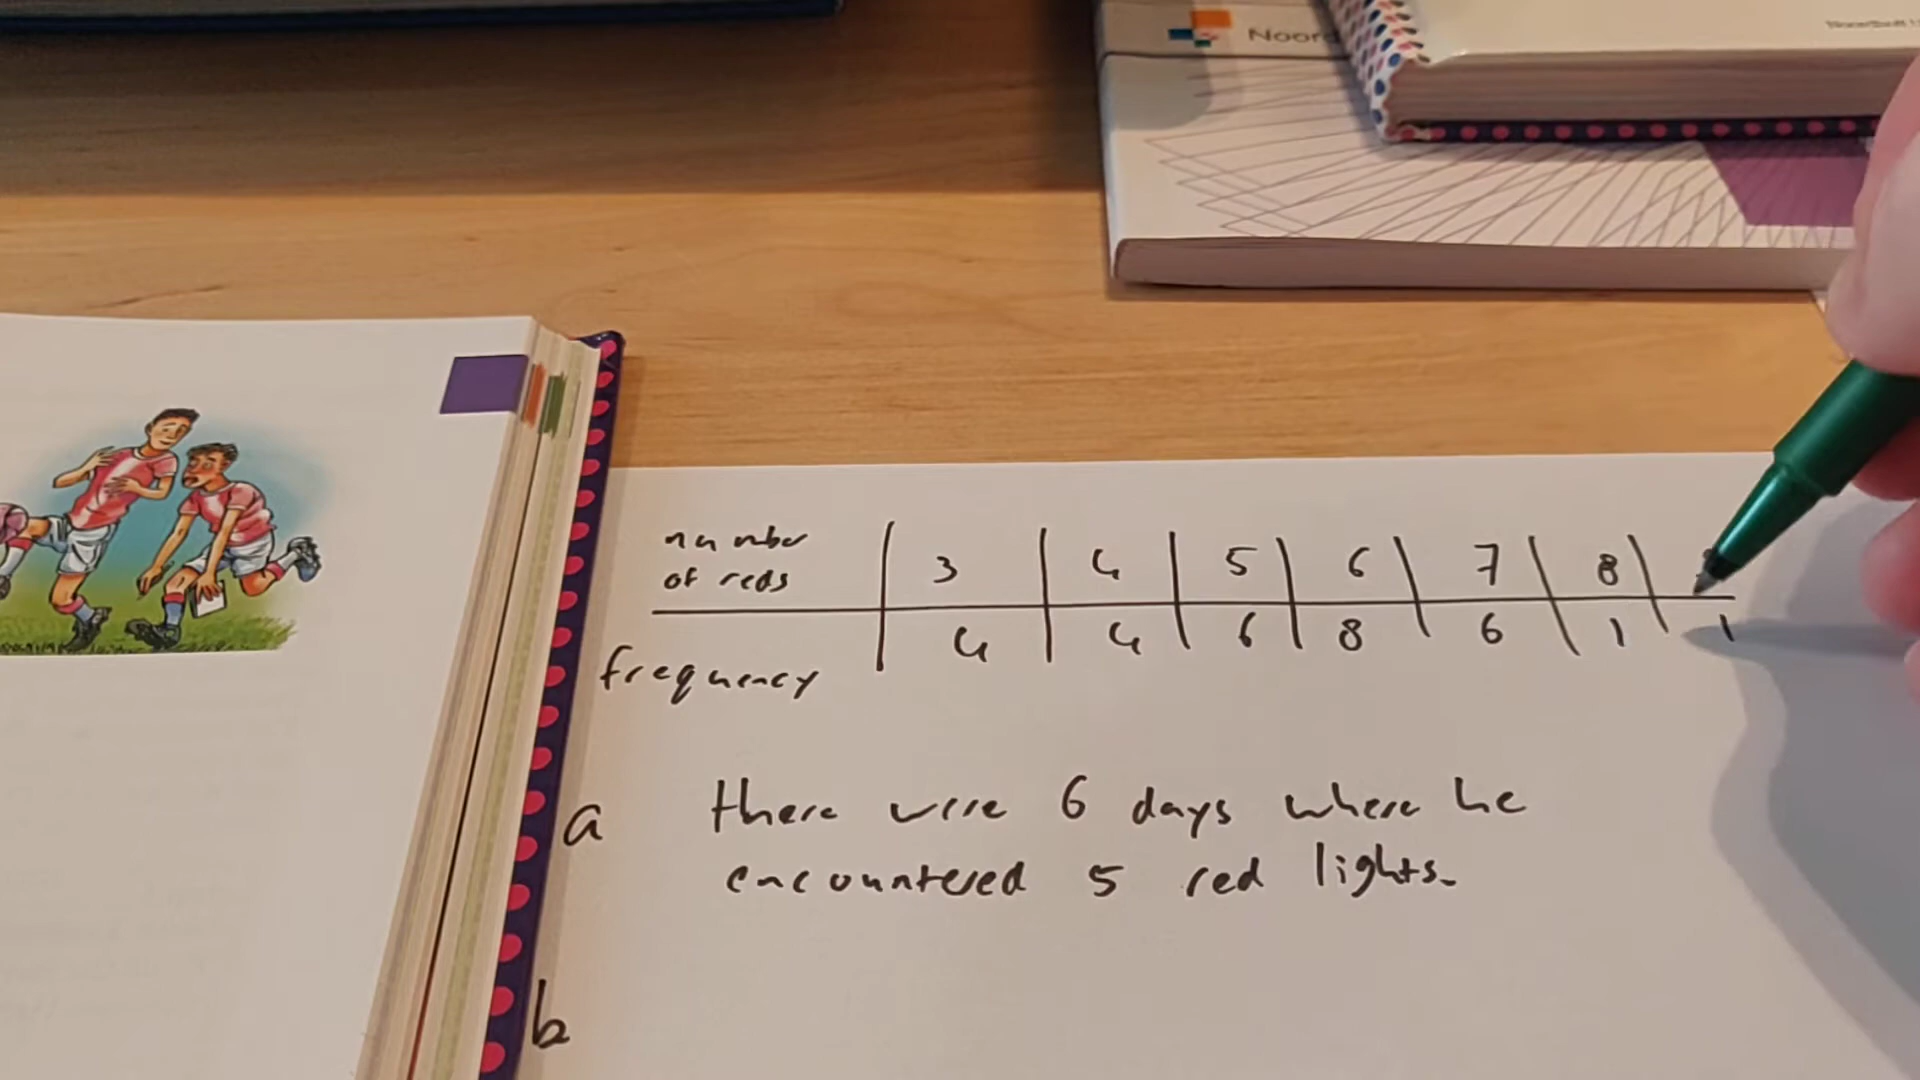 Noord
number of reds | 3 | 4 | 5 | 6 | 7 | 8 |
frequency | 4 | 4 | 6 | 8 | 6 | 1 | 1
a there were 6 days where he
encountered 5 red lights.
b